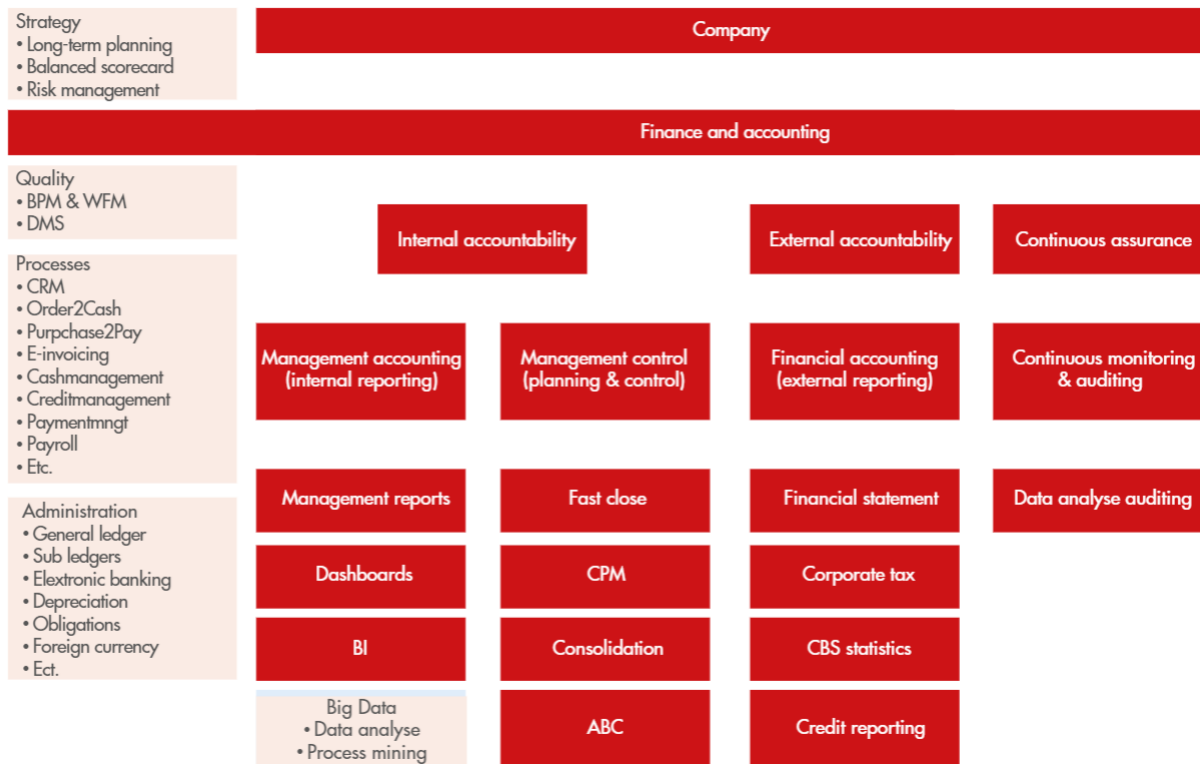 Strategy
• Long-term planning
• Balanced scorecard
• Risk management
Company
Finance and accounting
Quality
• BPM & WFM
• DMS
Processes
• CRM
• Order2Cash
• Purpchase2Pay
• E-invoicing
• Cashmanagement
• Creditmanagement
• Paymentmngt
• Payroll
• Etc.
Administration
• General ledger
• Sub ledgers
• Elextronic banking
• Depreciation
• Obligations
• Foreign currency
• Ect.
Internal accountability
External accountability
Continuous assurance
Management accounting
(internal reporting)
Management control
(planning & control)
Financial accounting
(external reporting)
Continuous monitoring
& auditing
Management reports
Fast close
Financial statement
Data analyse auditing
Dashboards
CPM
Corporate tax
BI
Consolidation
CBS statistics
Big Data
• Data analyse
• Process mining
ABC
Credit reporting